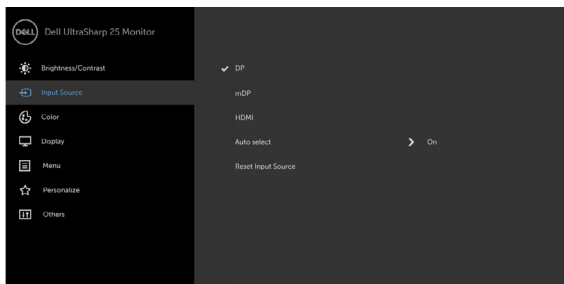 DELL
Dell UltraSharp 25 Monitor
Brightness/Contrast
Input Source
Color
Display
Menu
Personalize
Others
DP
mDP
HDMI
Auto select
On
Reset Input Source